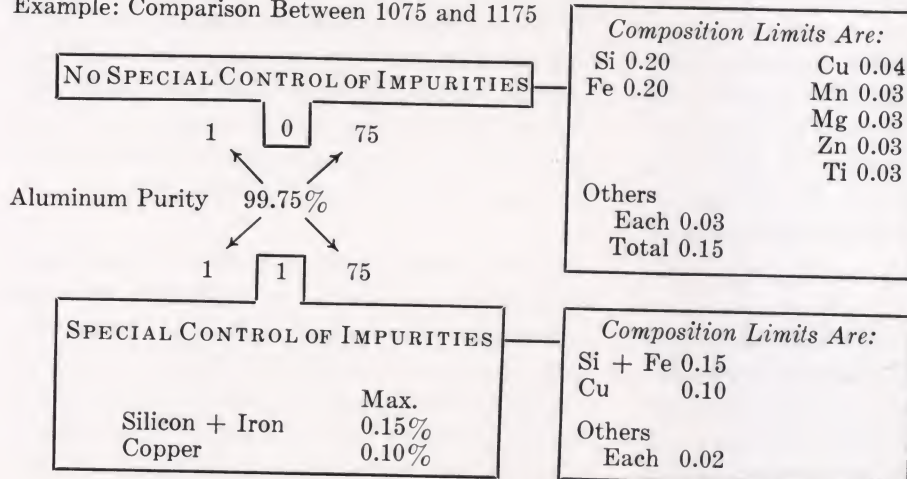 Example: Comparison Between 1075 and 1175
NO SPECIAL CONTROL OF IMPURITIES
1 0 75
Aluminum Purity 99.75%
1 1 75
SPECIAL CONTROL OF IMPURITIES
Max.
Silicon + Iron 0.15%
Copper 0.10%
Composition Limits Are:
Si 0.20 Cu 0.04
Fe 0.20 Mn 0.03
Mg 0.03
Zn 0.03
Ti 0.03
Others
Each 0.03
Total 0.15
Composition Limits Are:
Si + Fe 0.15
Cu 0.10
Others
Each 0.02